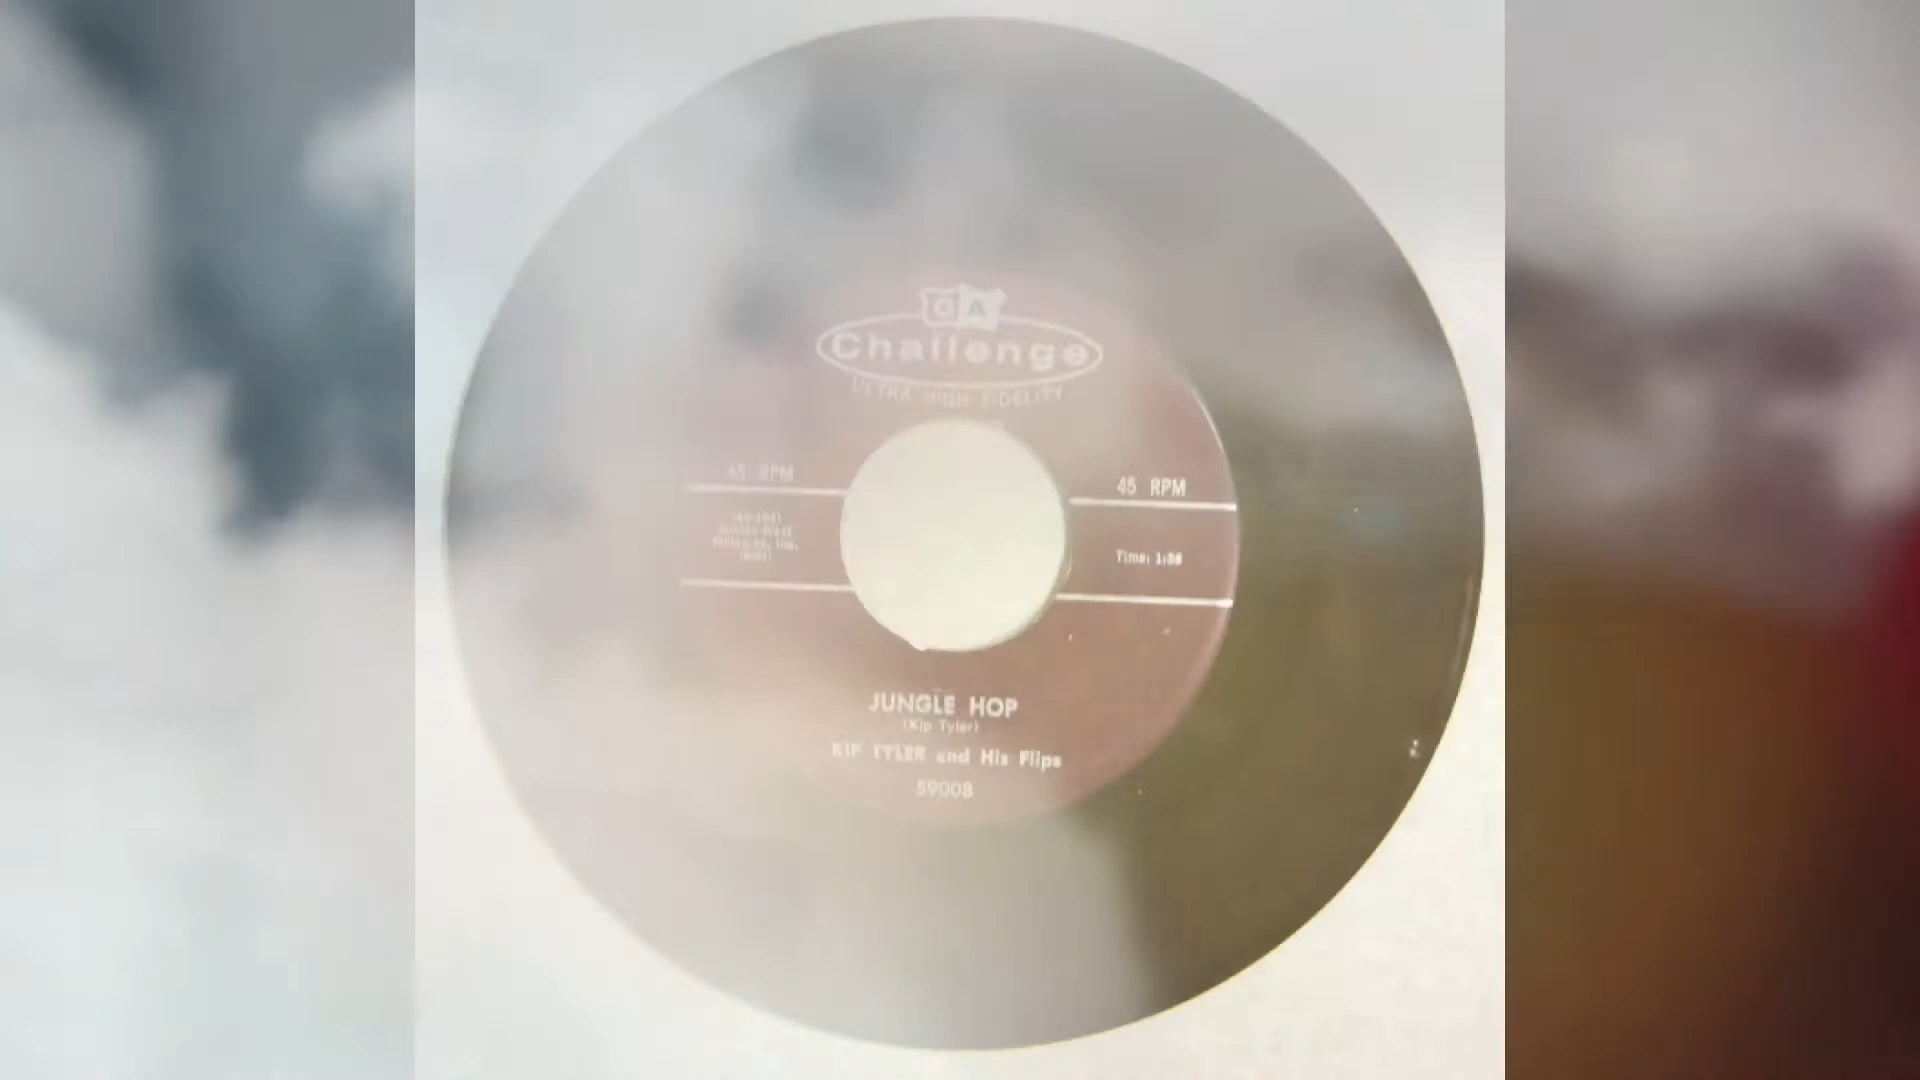 C A
Challenge
ULTRA HIGH FIDELITY
45 RPM
45 RPM
Time: 1:58
JUNGLE HOP
(Kip Tyler)
KIP TYLER and His Flips
59008